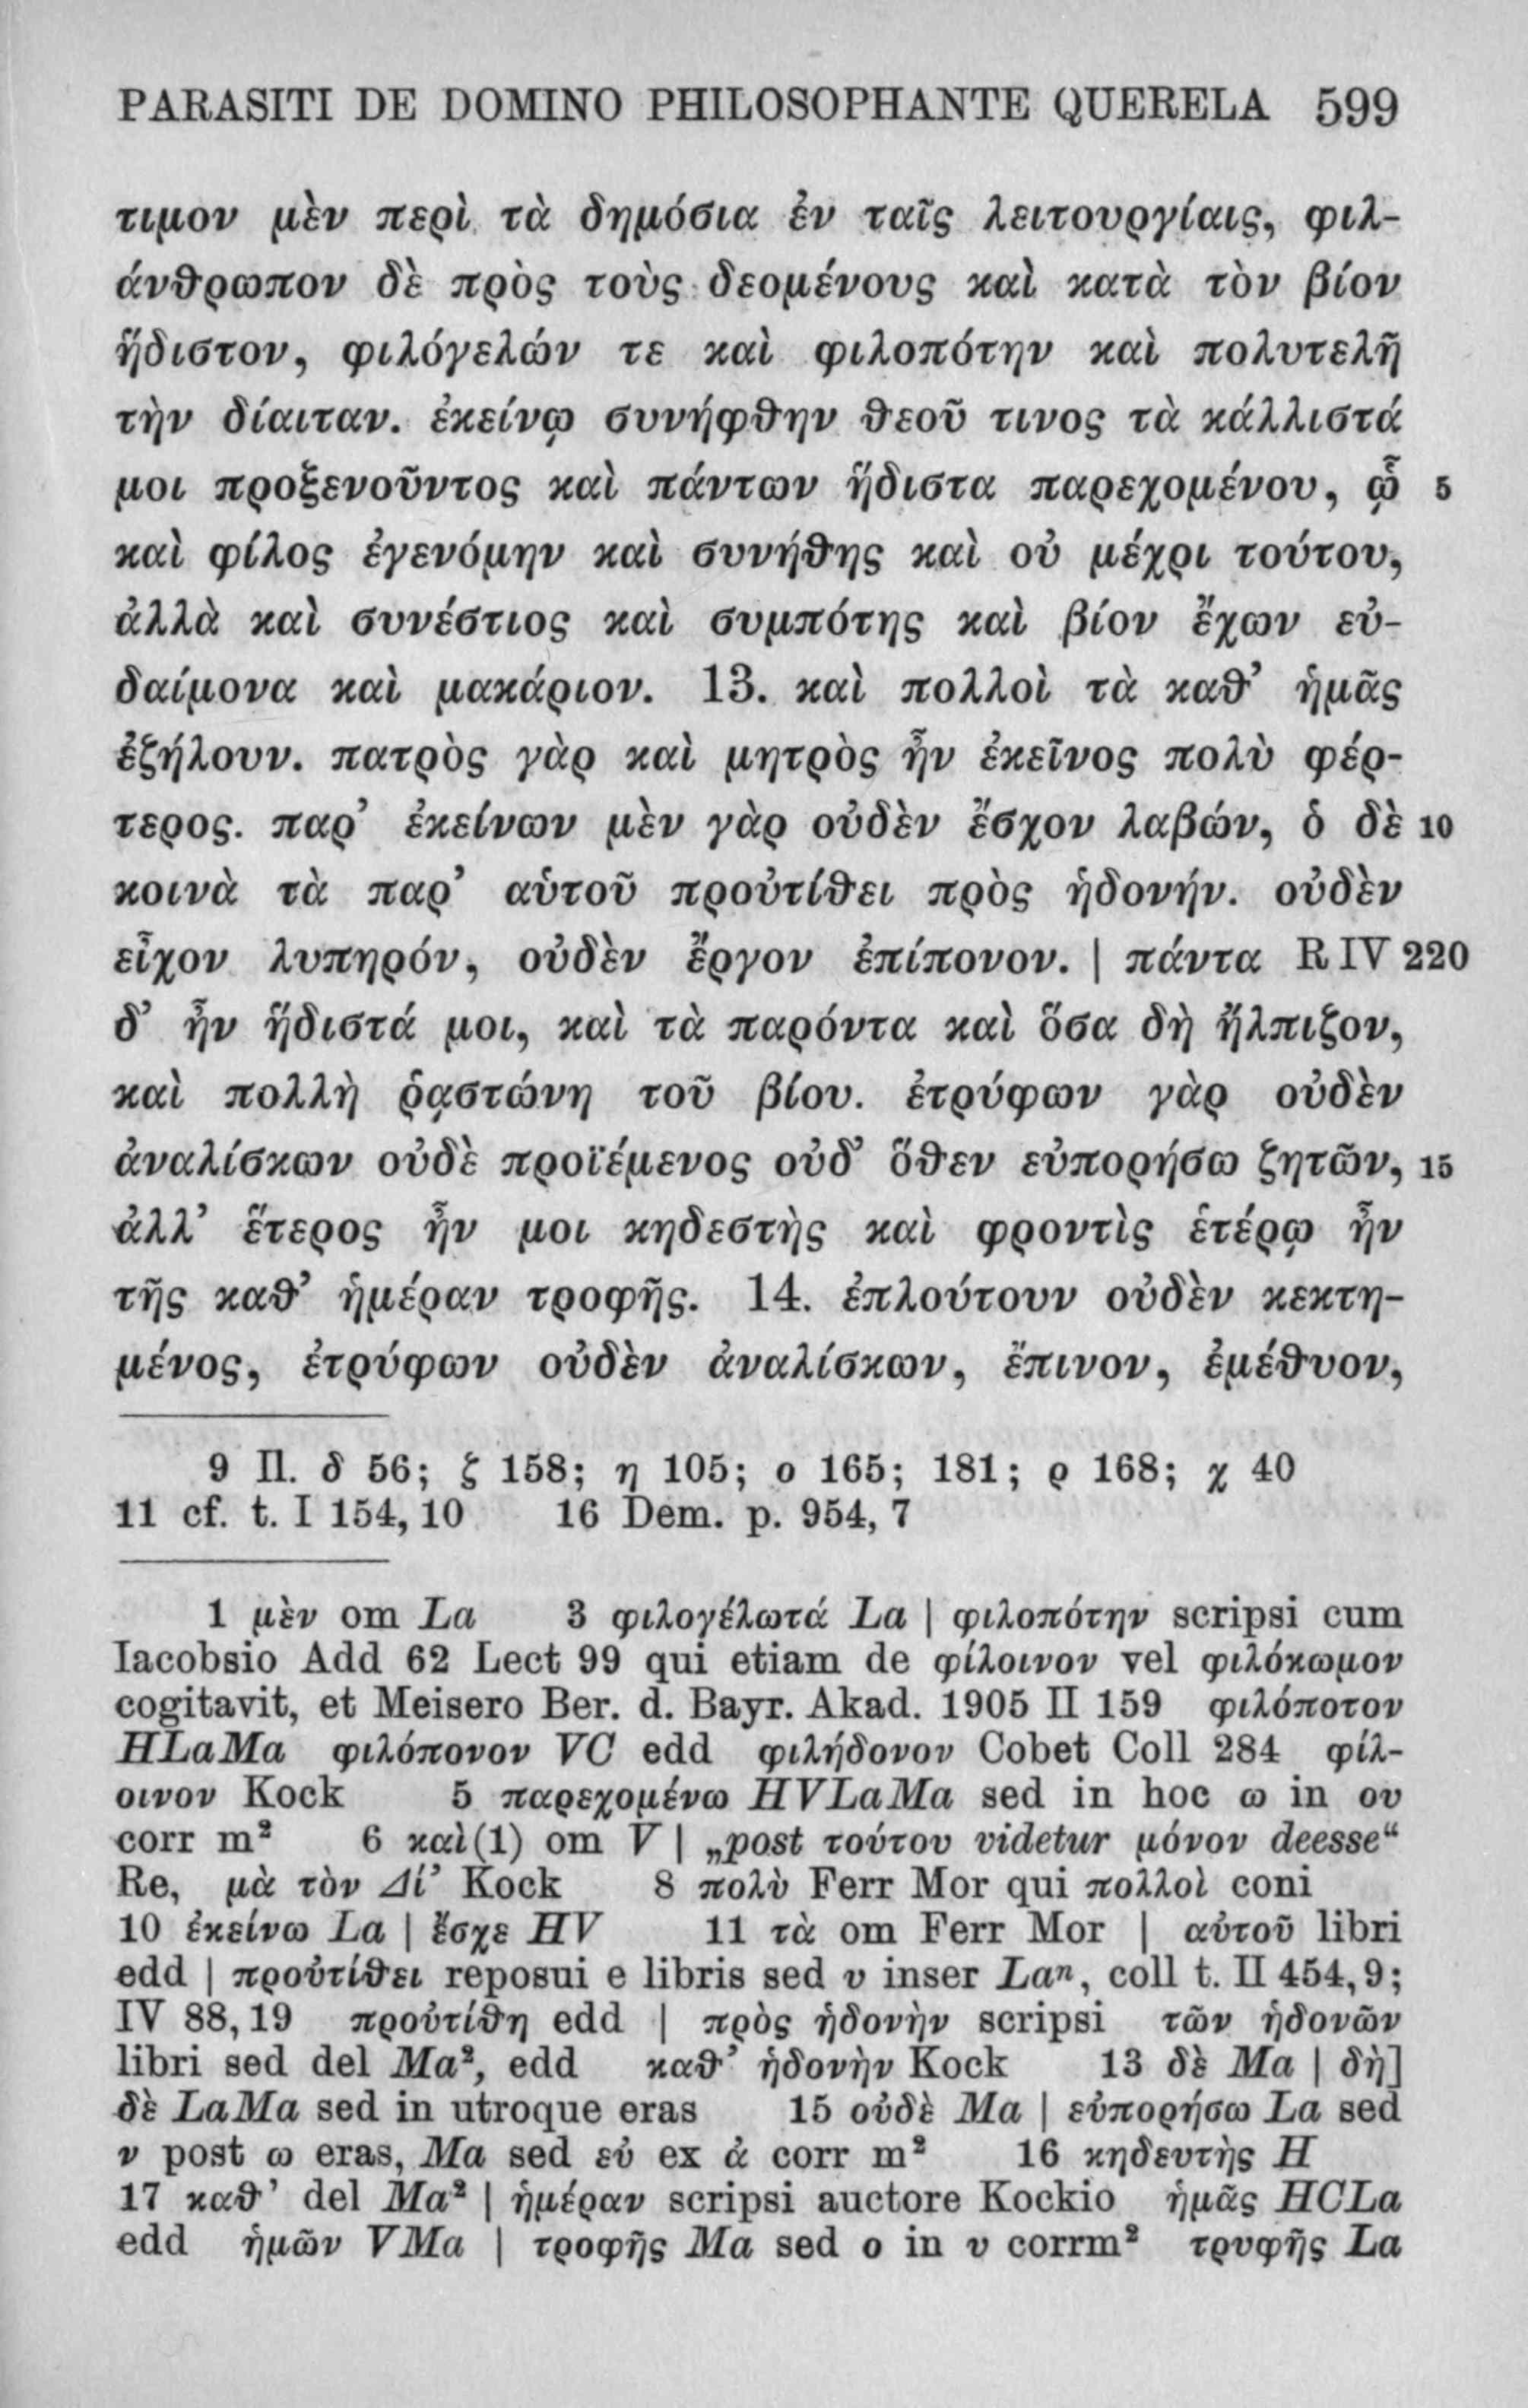 PARASITI DE DOMINO PHILOSOPHANTE QUERELA 599
τιμον μὲν περὶ τὰ δημόσια ἐν ταῖς λειτουργίαις, φιλ-
άνθρωπον δὲ πρὸς τοὺς δεομένους καὶ κατὰ τὸν βίον
ἥδιστον, φιλόγελών τε καὶ φιλοπότην καὶ πολυτελῆ
τὴν δίαιταν. ἐκείνῳ συνήφθην θεοῦ τινος τὰ κάλλιστά
μοι προξενοῦντος καὶ πάντων ἥδιστα παρεχομένου, ᾧ 5
καὶ φίλος ἐγενόμην καὶ συνήθης καὶ οὐ μέχρι τούτου,
ἀλλὰ καὶ συνέστιος καὶ συμπότης καὶ βίον ἔχων εὐ-
δαίμονα καὶ μακάριον. 13. καὶ πολλοὶ τὰ καθ’ ἡμᾶς
ἐζήλουν. πατρὸς γὰρ καὶ μητρὸς ἦν ἐκεῖνος πολὺ φέρ-
τερος. παρ’ ἐκείνων μὲν γὰρ οὐδὲν ἔσχον λαβών, ὁ δὲ 10
κοινὰ τὰ παρ’ αὑτοῦ προὐτίθει πρὸς ἡδονήν. οὐδὲν
εἶχον λυπηρόν, οὐδὲν ἔργον ἐπίπονον. | πάντα R IV 220
δ’ ἦν ἥδιστά μοι, καὶ τὰ παρόντα καὶ ὅσα δὴ ἤλπιζον,
καὶ πολλὴ ῥᾳστώνη τοῦ βίου. ἐτρύφων γὰρ οὐδὲν
ἀναλίσκων οὐδὲ προϊέμενος οὐδ’ ὅθεν εὐπορήσω ζητῶν, 15
ἀλλ’ ἕτερος ἦν μοι κηδεστὴς καὶ φροντὶς ἑτέρῳ ἦν
τῆς καθ’ ἡμέραν τροφῆς. 14. ἐπλούτουν οὐδὲν κεκτη-
μένος, ἐτρύφων οὐδὲν ἀναλίσκων, ἔπινον, ἐμέθυον,
9 Il. δ 56; ζ 158; η 105; ο 165; 181; ρ 168; χ 40
11 cf. t. I 154, 10 16 Dem. p. 954, 7
1 μὲν om La 3 φιλογέλωτά La | φιλοπότην scripsi cum
Iacobsio Add 62 Lect 99 qui etiam de φίλοινον vel φιλόκωμον
cogitavit, et Meisero Ber. d. Bayr. Akad. 1905 II 159 φιλόποτον
HLaMa φιλόπονον VC edd φιλήδονον Cobet Coll 284 φίλ-
οινον Kock 5 παρεχομένω HVLaMa sed in hoc ω in ου
corr m² 6 καὶ(1) om V | „post τούτου videtur μόνον deesse“
Re, μὰ τὸν Δί’ Kock 8 πολὺ Ferr Mor qui πολλοὶ coni
10 ἐκείνω La | ἔσχε HV 11 τὰ om Ferr Mor | αὐτοῦ libri
edd | προὐτίθει reposui e libris sed υ inser Laⁿ, coll t. II 454, 9;
IV 88, 19 προὐτίθη edd | πρὸς ἡδονὴν scripsi τῶν ἡδονῶν
libri sed del Ma², edd καθ’ ἡδονὴν Kock 13 δὲ Ma | δὴ]
δὲ LaMa sed in utroque eras 15 οὐδὲ Ma | εὐπορήσω La sed
ν post ω eras, Ma sed εὐ ex ἀ corr m² 16 κηδευτὴς H
17 καθ’ del Ma² | ἡμέραν scripsi auctore Kockio ἡμᾶς HCLa
edd ἡμῶν VMa | τροφῆς Ma sed ο in υ corrm² τρυφῆς La